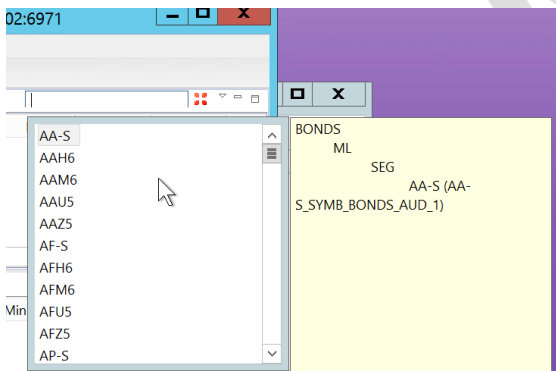 02:6971
AA-S
AAH6
AAM6
AAU5
AAZ5
AF-S
AFH6
AFM6
AFU5
AFZ5
AP-S
Min
BONDS
ML
SEG
AA-S (AA-
S_SYMB_BONDS_AUD_1)